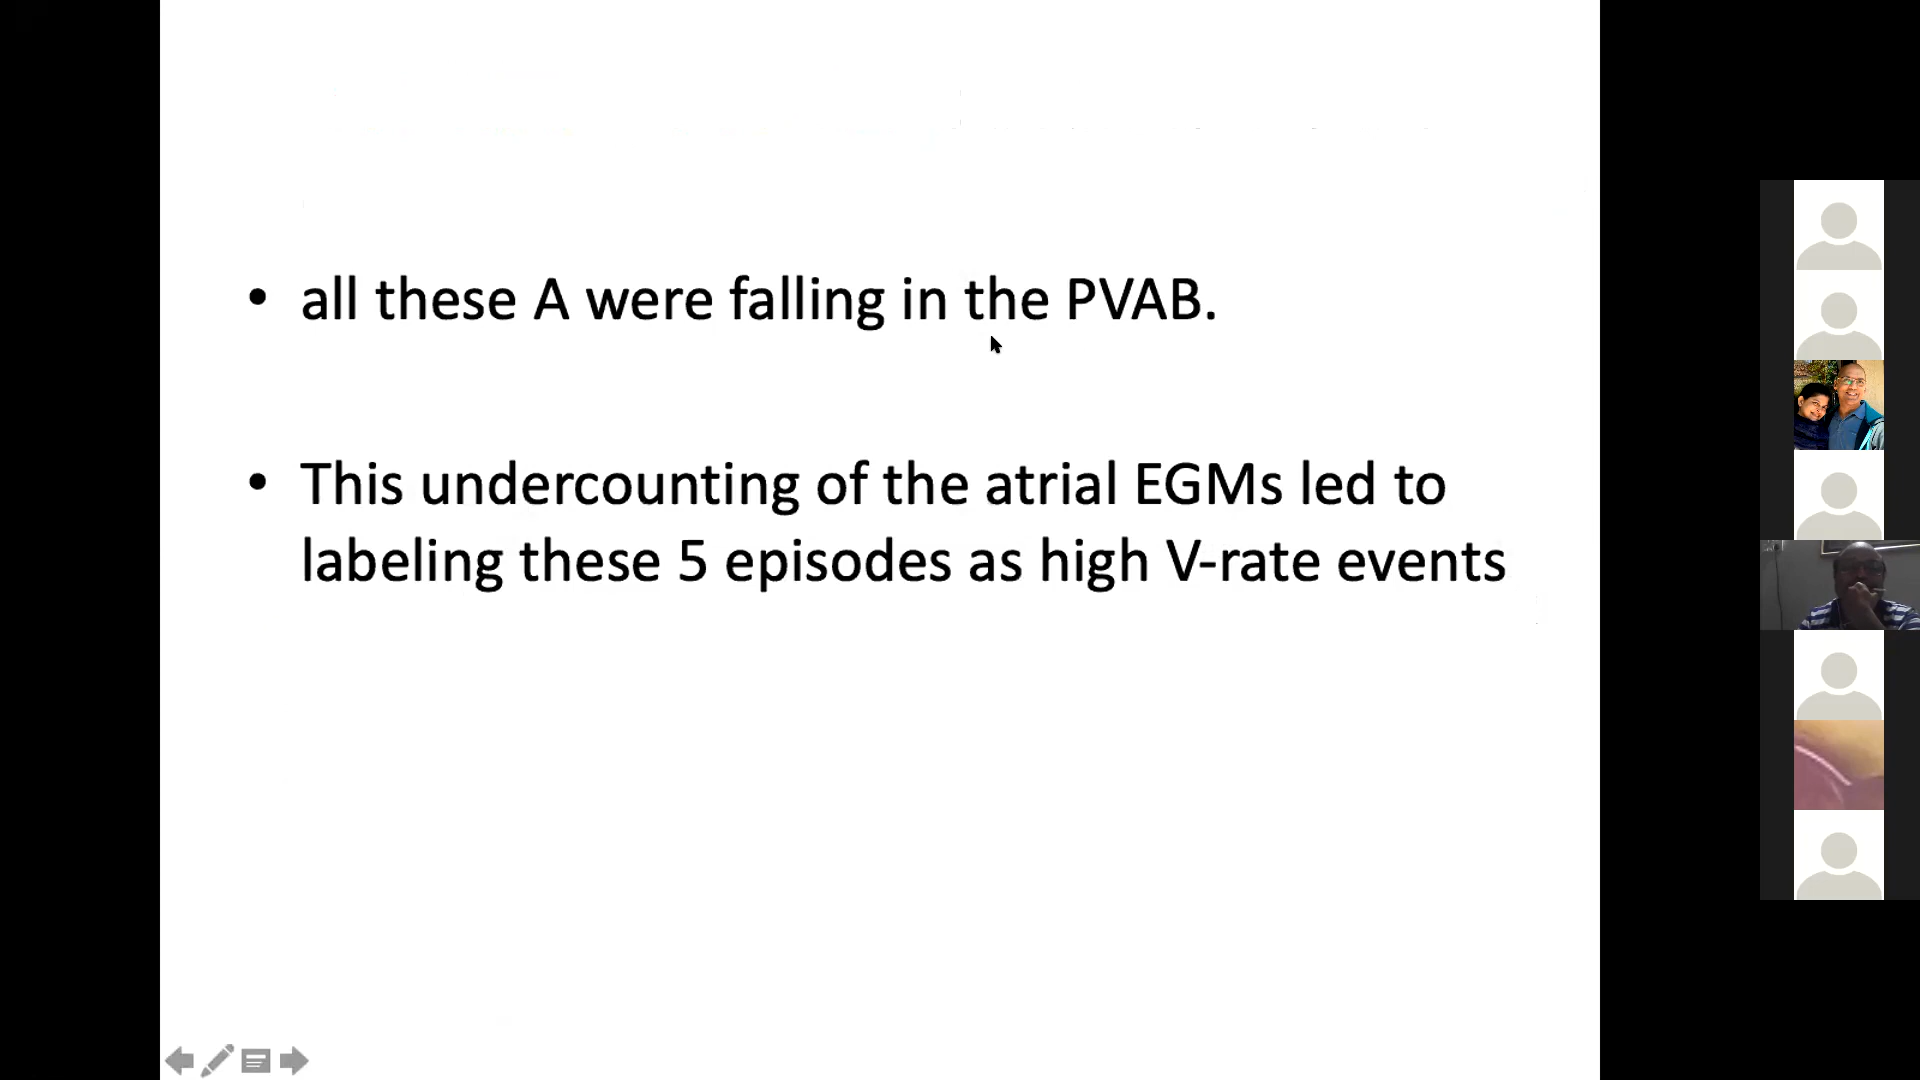 • all these A were falling in the PVAB.
• This undercounting of the atrial EGMs led to
labeling these 5 episodes as high V-rate events